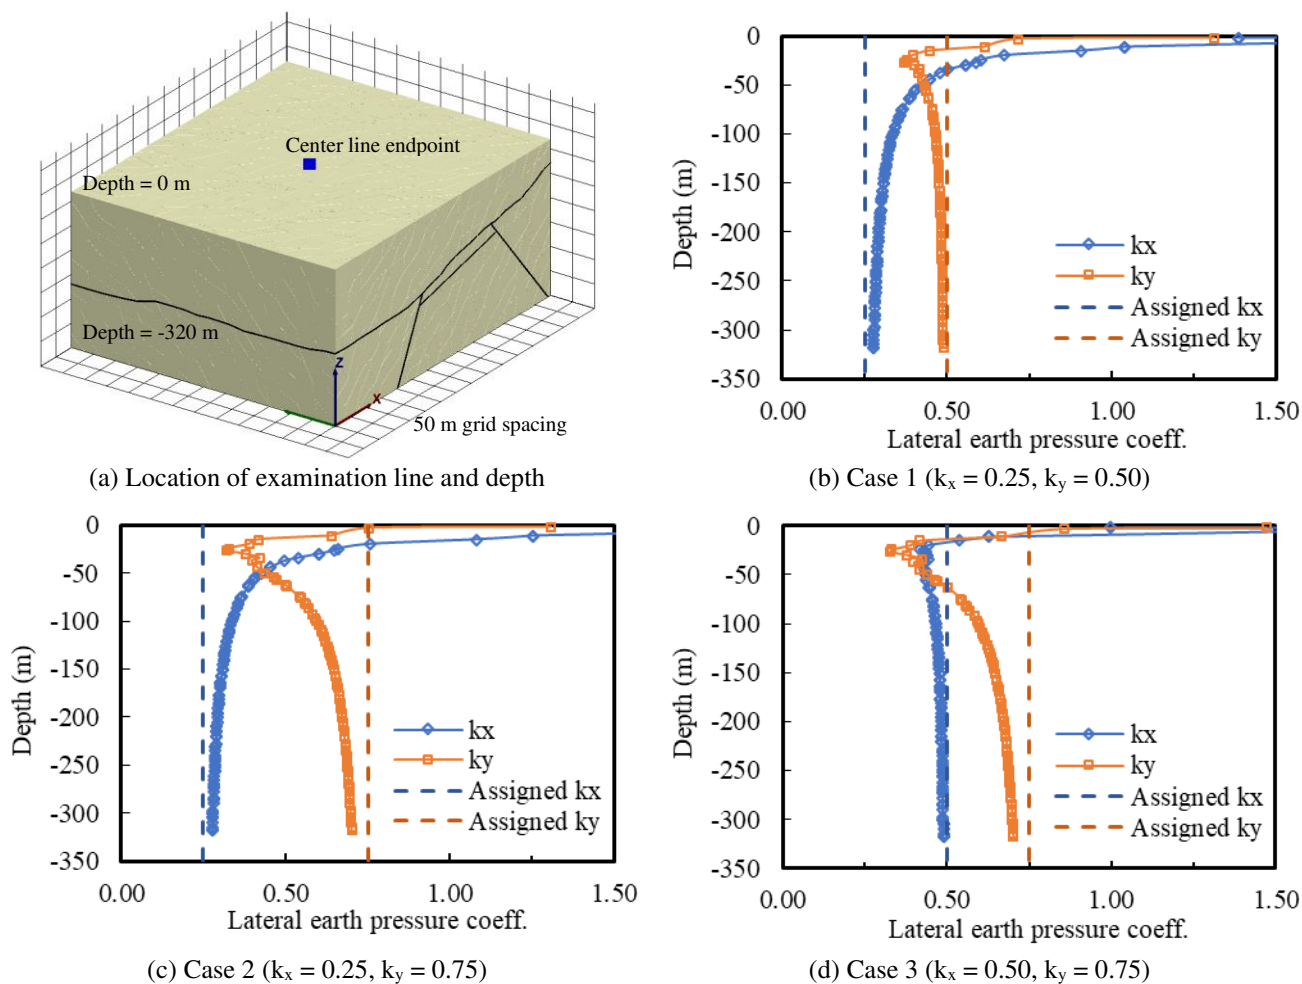 Center line endpoint
Depth = 0 m
Depth = -320 m
Z
X
50 m grid spacing
(a) Location of examination line and depth
0
-50
-100
-150
-200
-250
-300
-350
Depth (m)
kx
ky
Assigned kx
Assigned ky
0.00 0.50 1.00 1.50
Lateral earth pressure coeff.
(b) Case 1 (kx = 0.25, ky = 0.50)
0
-50
-100
-150
-200
-250
-300
-350
Depth (m)
kx
ky
Assigned kx
Assigned ky
0.00 0.50 1.00 1.50
Lateral earth pressure coeff.
(c) Case 2 (kx = 0.25, ky = 0.75)
0
-50
-100
-150
-200
-250
-300
-350
Depth (m)
kx
ky
Assigned kx
Assigned ky
0.00 0.50 1.00 1.50
Lateral earth pressure coeff.
(d) Case 3 (kx = 0.50, ky = 0.75)